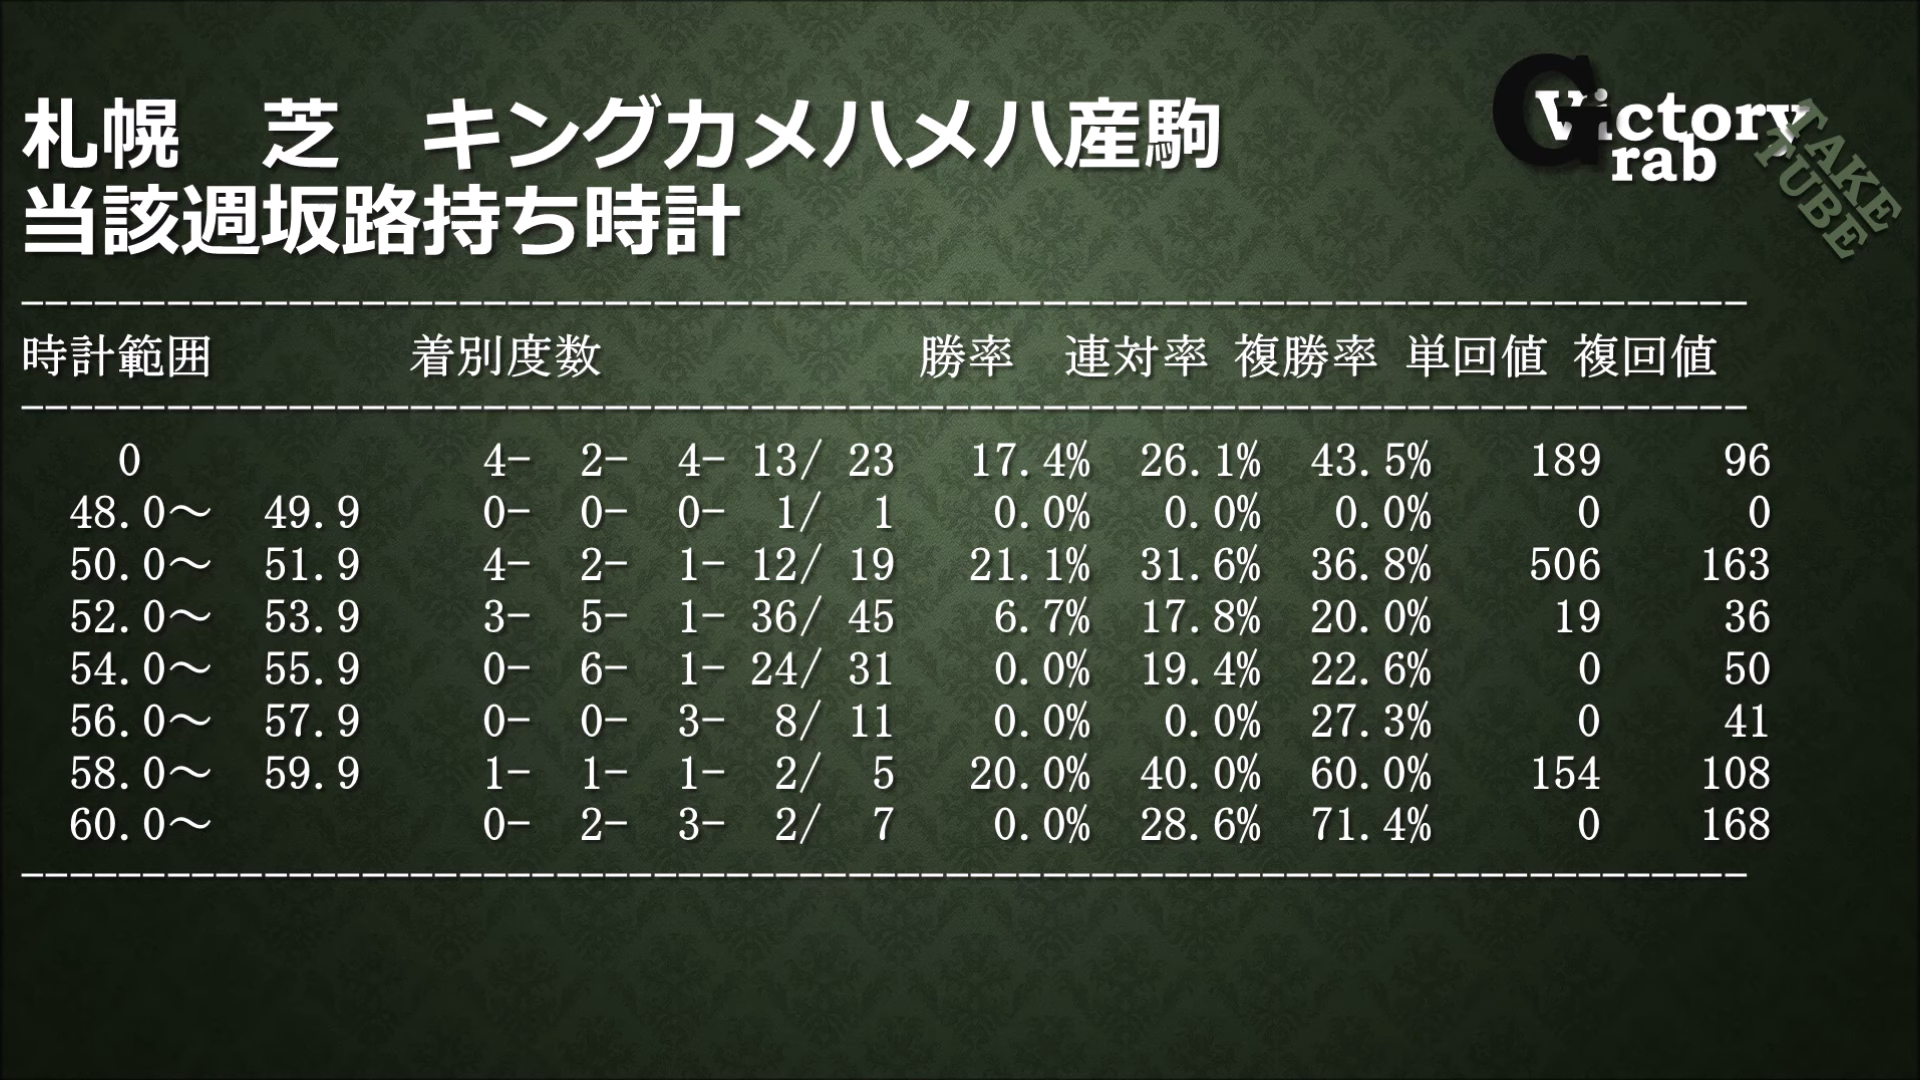 札幌　芝　キングカメハメハ産駒
当該週坂路持ち時計
Victory
Grab
TAKE
TUBE
時計範囲 着別度数 勝率 連対率 複勝率 単回値 複回値
0 4- 2- 4- 13/ 23 17.4% 26.1% 43.5% 189 96
48.0～ 49.9 0- 0- 0- 1/ 1 0.0% 0.0% 0.0% 0 0
50.0～ 51.9 4- 2- 1- 12/ 19 21.1% 31.6% 36.8% 506 163
52.0～ 53.9 3- 5- 1- 36/ 45 6.7% 17.8% 20.0% 19 36
54.0～ 55.9 0- 6- 1- 24/ 31 0.0% 19.4% 22.6% 0 50
56.0～ 57.9 0- 0- 3- 8/ 11 0.0% 0.0% 27.3% 0 41
58.0～ 59.9 1- 1- 1- 2/ 5 20.0% 40.0% 60.0% 154 108
60.0～ 0- 2- 3- 2/ 7 0.0% 28.6% 71.4% 0 168